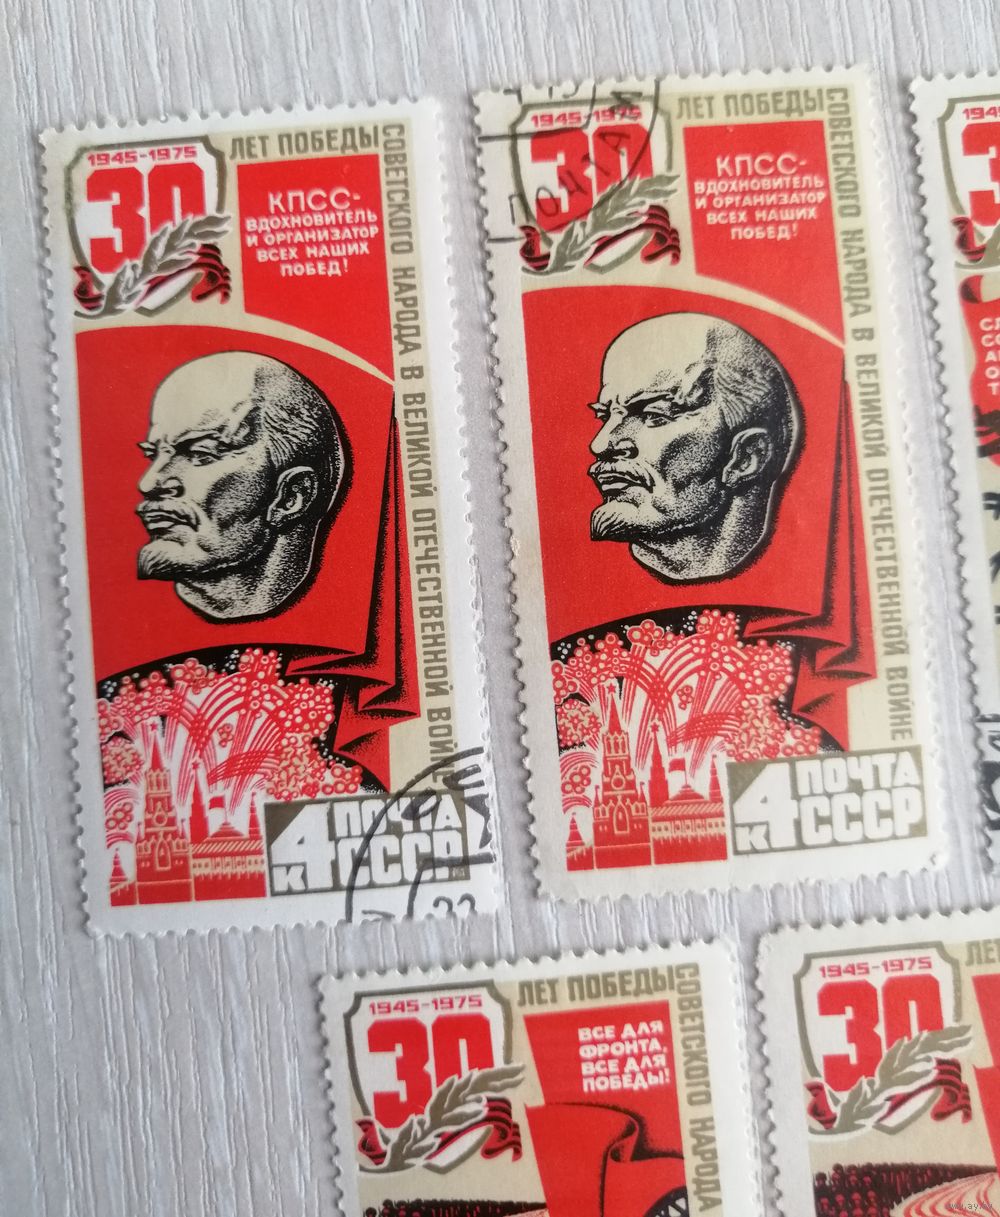 1945-1975
30
ЛЕТ ПОБЕДЫ
СОВЕТСКОГО НАРОДА В ВЕЛИКОЙ ОТЕЧЕСТВЕННОЙ
КПСС-
ВДОХНОВИТЕЛЬ
И ОРГАНИЗАТОР
ВСЕХ НАШИХ
ПОБЕД!
4
К
ПОЧТА
СССР
1945-1975
30
ЛЕТ ПОБЕДЫ
СОВЕТСКОГО НАРОДА В ВЕЛИКОЙ ОТЕЧЕСТВЕННОЙ ВОЙНЕ
КПСС-
ВДОХНОВИТЕЛЬ
И ОРГАНИЗАТОР
ВСЕХ НАШИХ
ПОБЕД!
4
К
ПОЧТА
СССР
1945-1975
30
ЛЕТ ПОБЕДЫ
СОВЕТСКОГО НАРОДА
ВСЕ ДЛЯ
ФРОНТА,
ВСЕ ДЛЯ
ПОБЕДЫ!
1945-1975
30